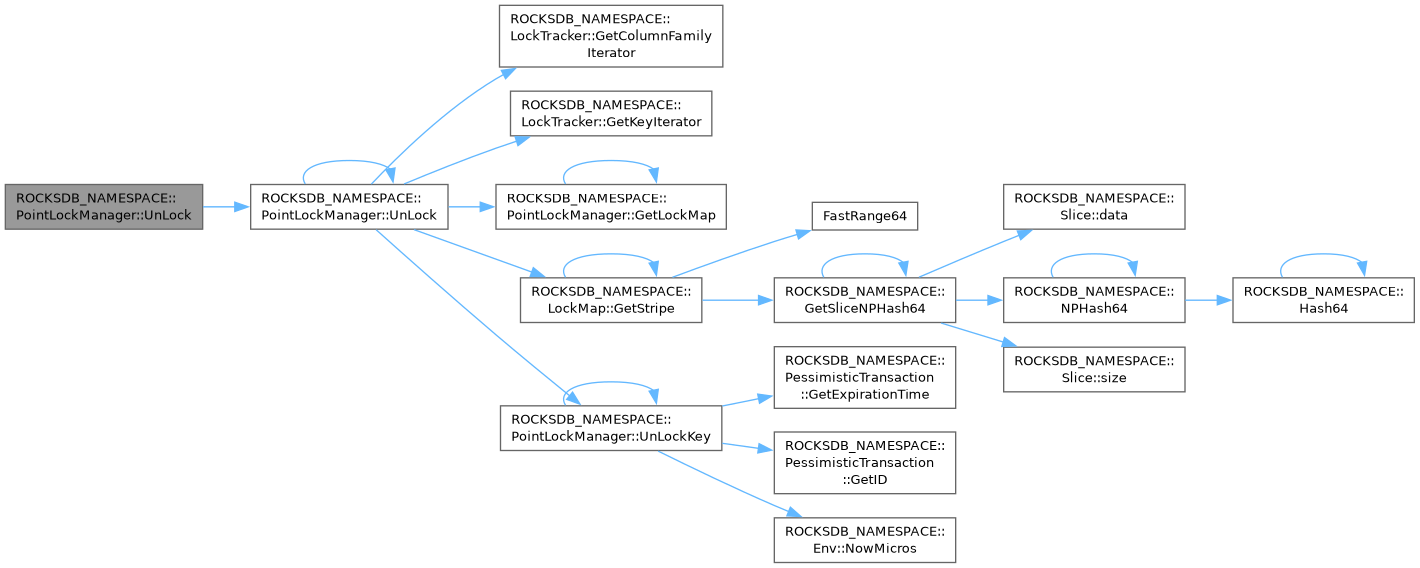 ROCKSDB_NAMESPACE::
PointLockManager::UnLock
ROCKSDB_NAMESPACE::
PointLockManager::UnLock
ROCKSDB_NAMESPACE::
LockTracker::GetColumnFamily
Iterator
ROCKSDB_NAMESPACE::
LockTracker::GetKeyIterator
ROCKSDB_NAMESPACE::
PointLockManager::GetLockMap
ROCKSDB_NAMESPACE::
LockMap::GetStripe
FastRange64
ROCKSDB_NAMESPACE::
GetSliceNPHash64
ROCKSDB_NAMESPACE::
Slice::data
ROCKSDB_NAMESPACE::
NPHash64
ROCKSDB_NAMESPACE::
Hash64
ROCKSDB_NAMESPACE::
Slice::size
ROCKSDB_NAMESPACE::
PointLockManager::UnLockKey
ROCKSDB_NAMESPACE::
PessimisticTransaction
::GetExpirationTime
ROCKSDB_NAMESPACE::
PessimisticTransaction
::GetID
ROCKSDB_NAMESPACE::
Env::NowMicros